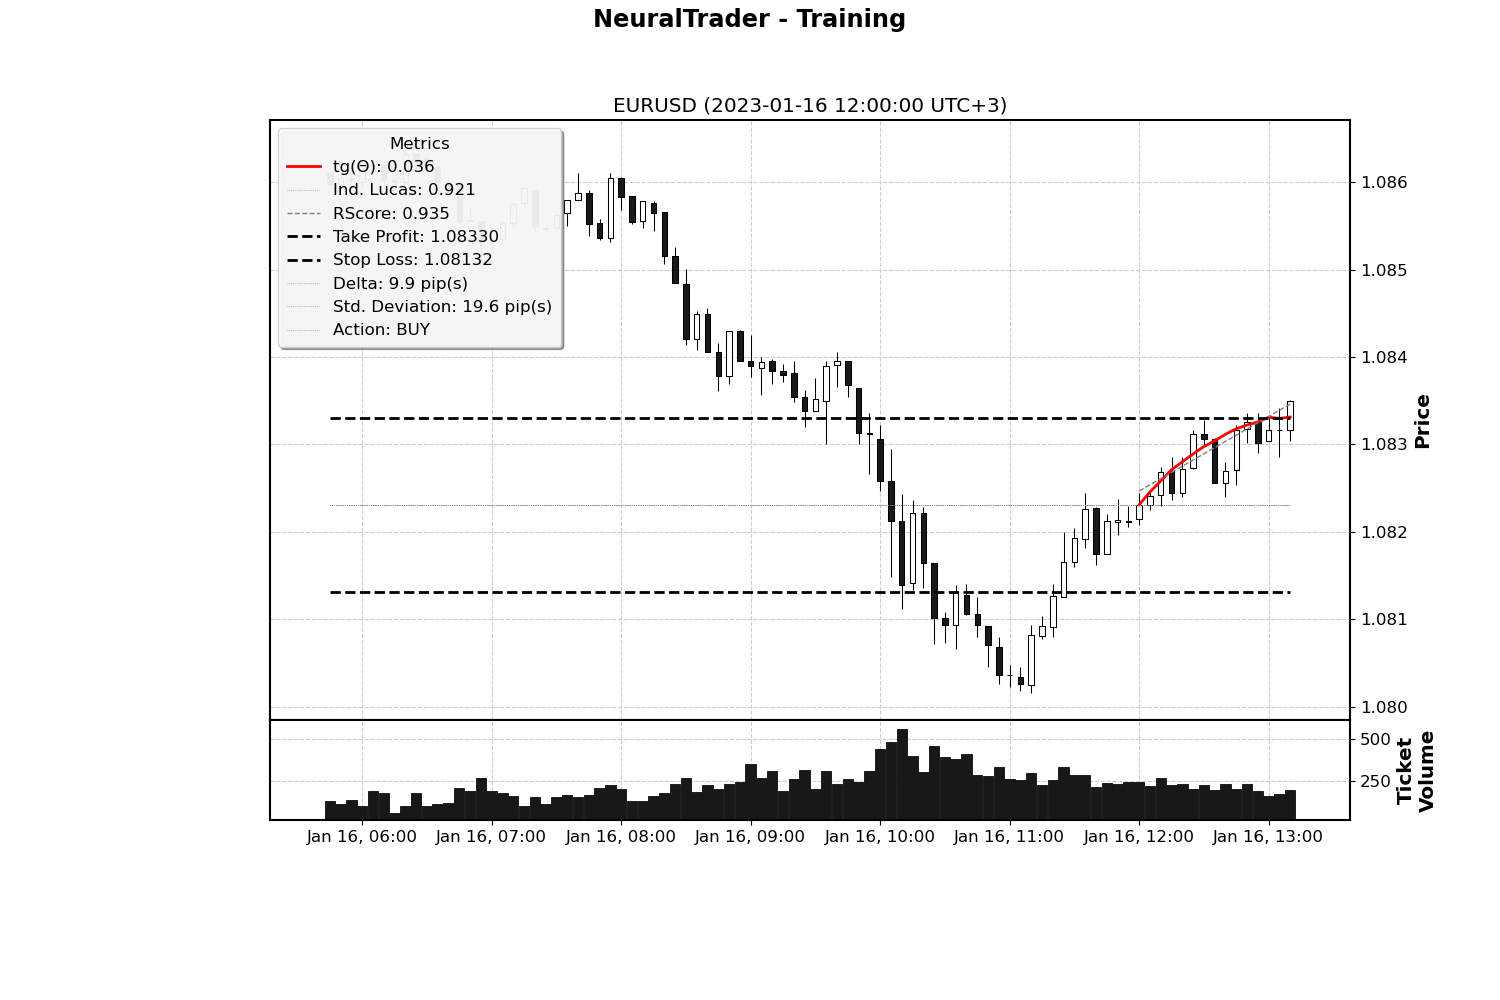 NeuralTrader - Training
EURUSD (2023-01-16 12:00:00 UTC+3)
Metrics
tg(Θ): 0.036
Ind. Lucas: 0.921
RScore: 0.935
Take Profit: 1.08330
Stop Loss: 1.08132
Delta: 9.9 pip(s)
Std. Deviation: 19.6 pip(s)
Action: BUY
1.086
1.085
1.084
1.083
1.082
1.081
1.080
Price
500
250
Ticket
Volume
Jan 16, 06:00
Jan 16, 07:00
Jan 16, 08:00
Jan 16, 09:00
Jan 16, 10:00
Jan 16, 11:00
Jan 16, 12:00
Jan 16, 13:00